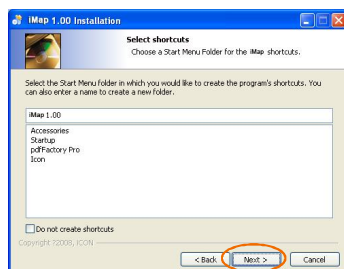 iMap 1.00 Installation
Select shortcuts
Choose a Start Menu Folder for the iMap shortcuts.
Select the Start Menu folder in which you would like to create the program's shortcuts. You
can also enter a name to create a new folder.
iMap 1.00
Accessories
Startup
pdfFactory Pro
Icon
Do not create shortcuts
Copyright ?2008, ICON
< Back
Next >
Cancel